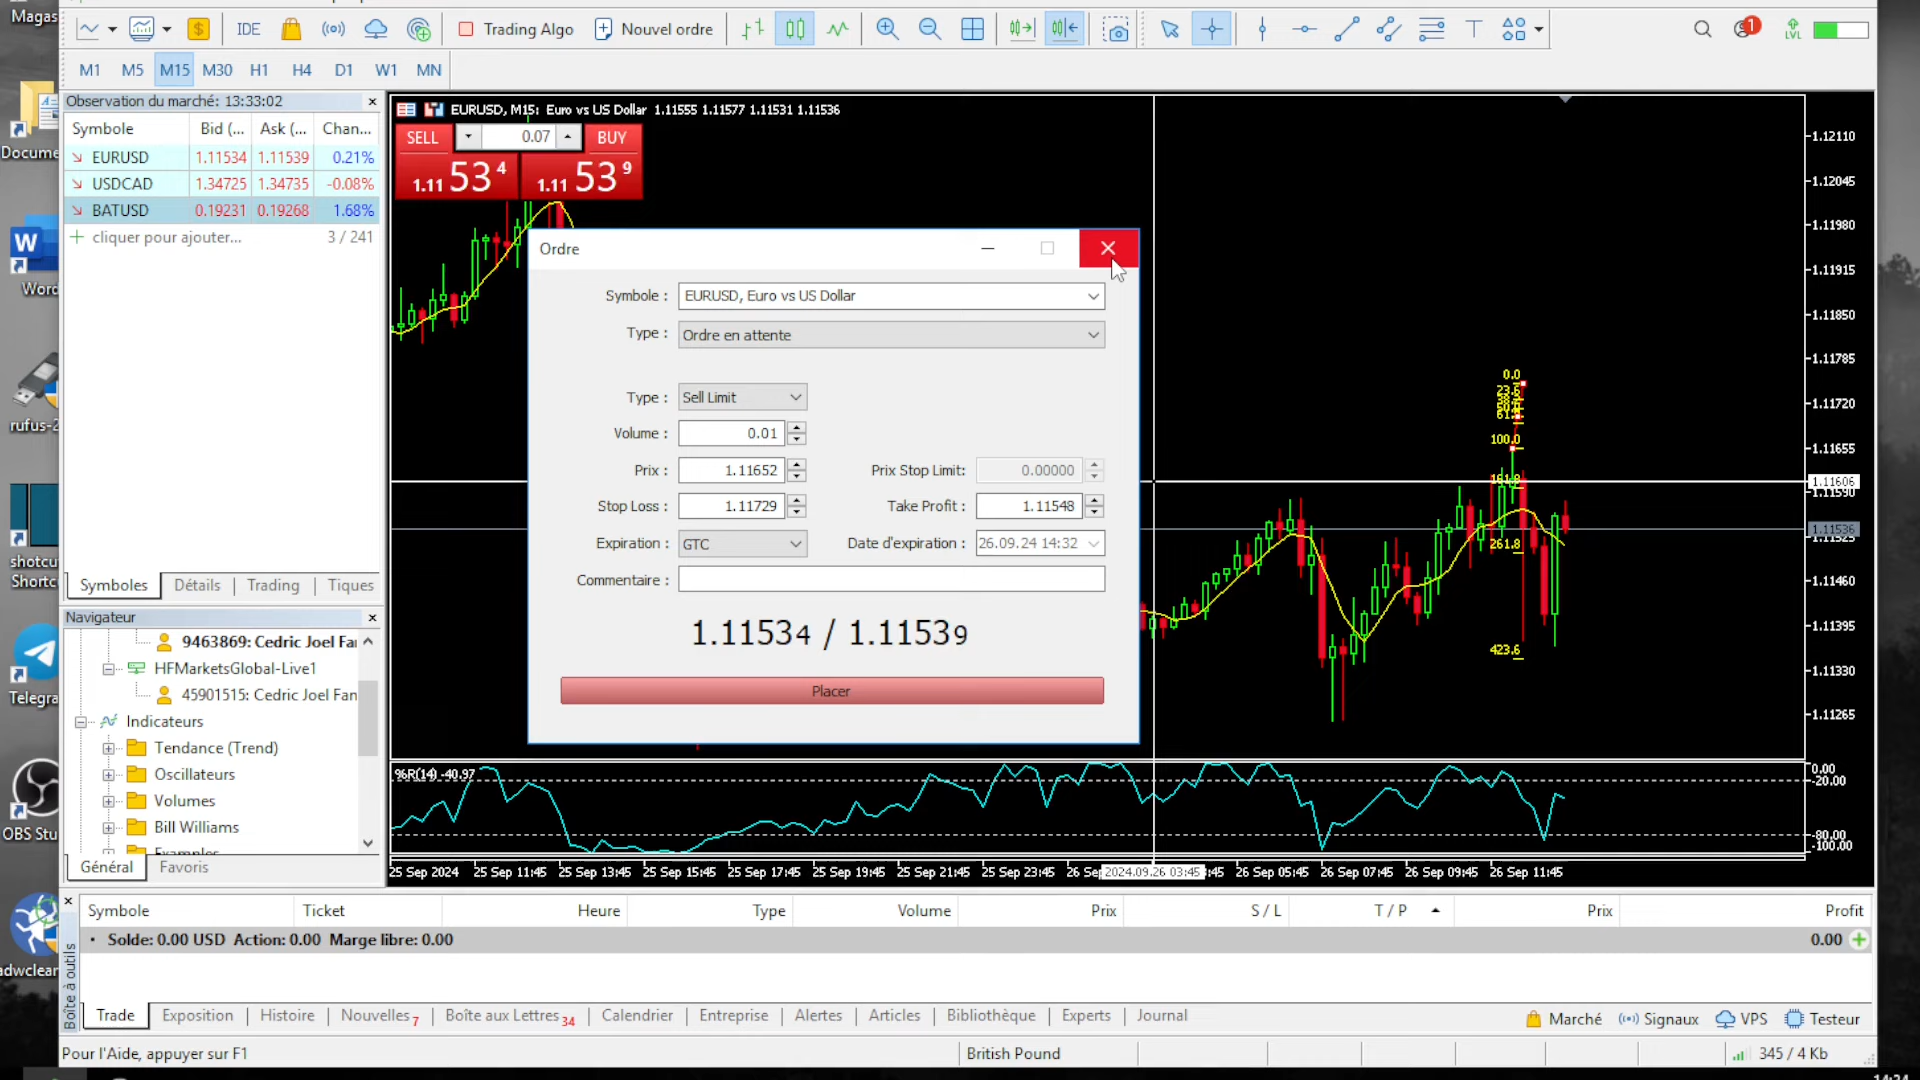 Magas
IDE
Trading Algo
Nouvel ordre
1
LVL
M1 M5 M15 M30 H1 H4 D1 W1 MN
Observation du marché: 13:33:02
Symbole Bid (... Ask (... Chan...
EURUSD 1.11534 1.11539 0.21%
USDCAD 1.34725 1.34735 -0.08%
BATUSD 0.19231 0.19268 1.68%
cliquer pour ajouter... 3 / 241
Symboles Détails Trading Tiques
Navigateur
9463869: Cedric Joel Fa
HFMarketsGlobal-Live1
45901515: Cedric Joel Fan
Indicateurs
Tendance (Trend)
Oscillateurs
Volumes
Bill Williams
Examples
Général Favoris
Docume
Word
rufus-2
shotcu
Shortc
Telegra
OBS Stu
adwclear
EURUSD, M15: Euro vs US Dollar 1.11555 1.11577 1.11531 1.11536
SELL 0.07 BUY
1.11 53 4 1.11 53 9
Ordre
Symbole : EURUSD, Euro vs US Dollar
Type : Ordre en attente
Type : Sell Limit
Volume : 0.01
Prix : 1.11652 Prix Stop Limit: 0.00000
Stop Loss : 1.11729 Take Profit : 1.11548
Expiration : GTC Date d'expiration : 26.09.24 14:32
Commentaire :
1.11534 / 1.11539
Placer
0.0
23.6
61.8
100.0
161.8
261.8
423.6
1.12110
1.12045
1.11980
1.11915
1.11850
1.11785
1.11720
1.11655
1.11606
1.11590
1.11536
1.11525
1.11460
1.11395
1.11330
1.11265
%R(14) -40.97
0.00
-20.00
-80.00
-100.00
25 Sep 2024 25 Sep 11:45 25 Sep 13:45 25 Sep 15:45 25 Sep 17:45 25 Sep 19:45 25 Sep 21:45 25 Sep 23:45 26 Sep 2024.09.26 03:45 :45 26 Sep 05:45 26 Sep 07:45 26 Sep 09:45 26 Sep 11:45
Symbole Ticket Heure Type Volume Prix S / L T / P Prix Profit
Solde: 0.00 USD Action: 0.00 Marge libre: 0.00 0.00
Boîte à outils
Trade Exposition Histoire Nouvelles 7 Boîte aux Lettres 34 Calendrier Entreprise Alertes Articles Bibliothèque Experts Journal
Marché Signaux VPS Testeur
Pour l'Aide, appuyer sur F1 British Pound 345 / 4 Kb